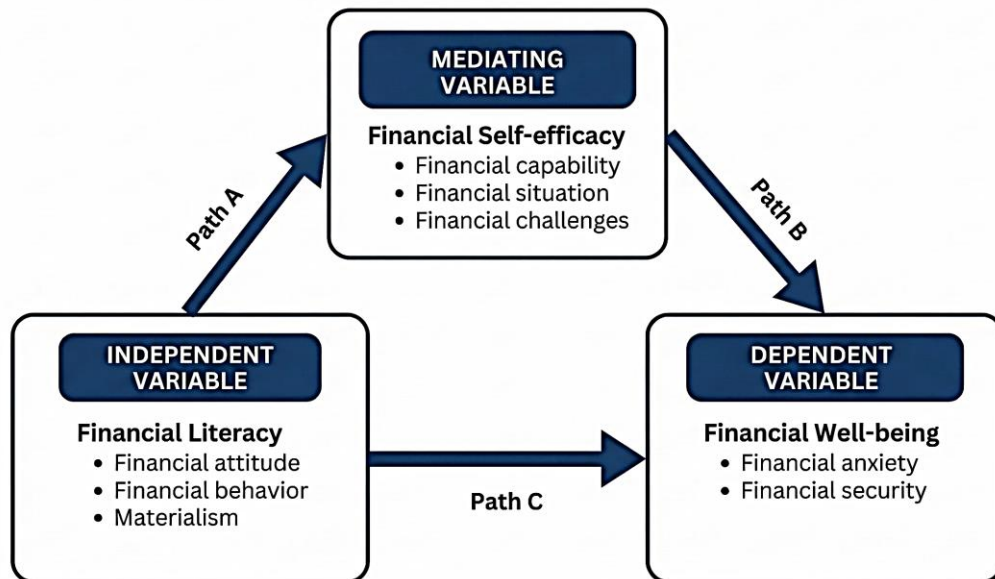 MEDIATING
VARIABLE
Financial Self-efficacy
• Financial capability
• Financial situation
• Financial challenges
Path A
Path B
INDEPENDENT
VARIABLE
Financial Literacy
• Financial attitude
• Financial behavior
• Materialism
Path C
DEPENDENT
VARIABLE
Financial Well-being
• Financial anxiety
• Financial security